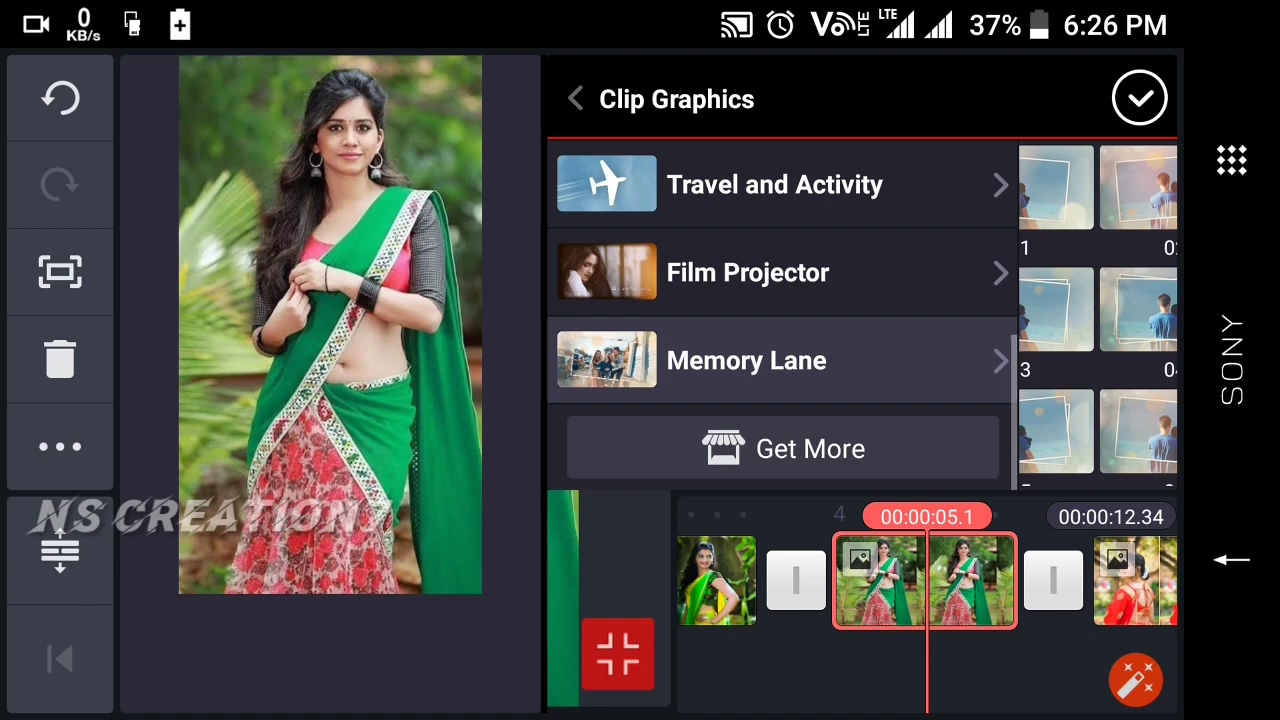 0
KB/s
VoLTE LTE 37% 6:26 PM
Clip Graphics
Travel and Activity
Film Projector
Memory Lane
Get More
1
3
4
00:00:05.1
00:00:12.34
NS CREATION
SONY